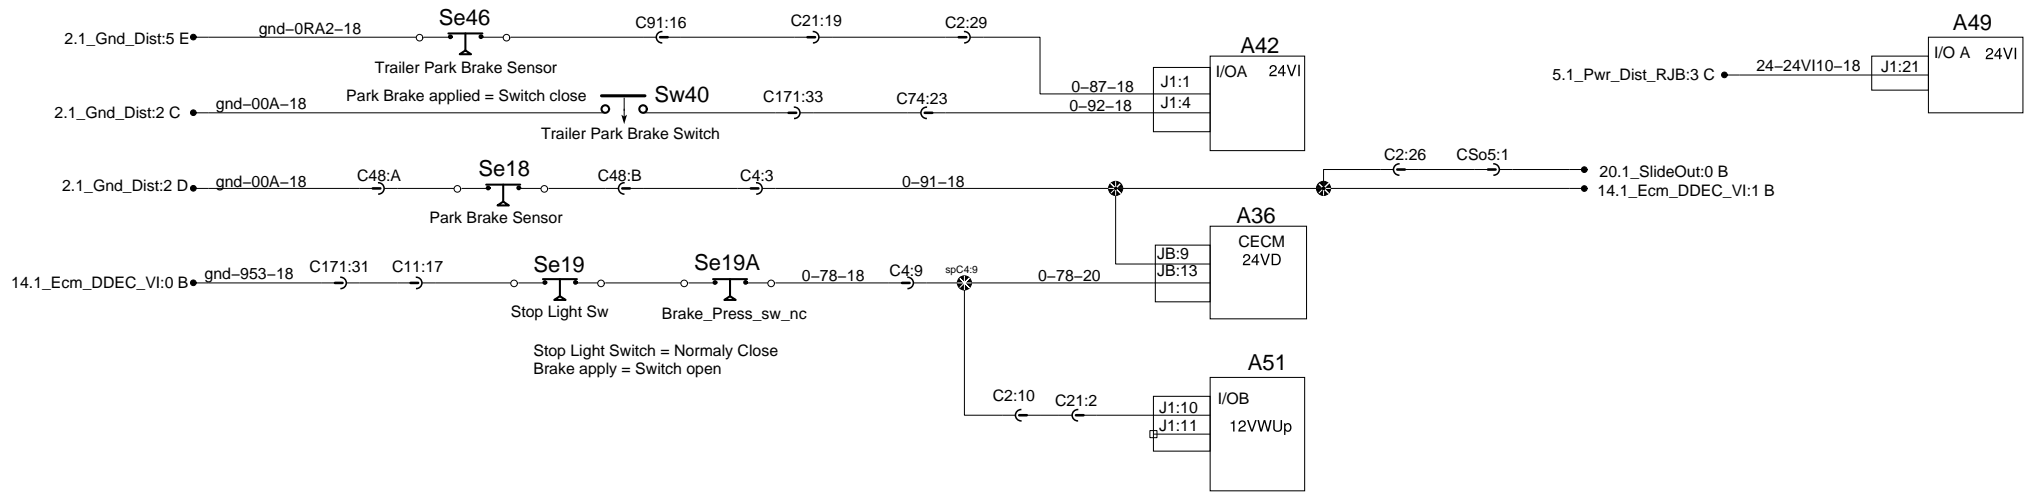 2.1_Gnd_Dist:5 E
gnd-0RA2-18
Se46
C91:16
C21:19
C2:29
Trailer Park Brake Sensor
Park Brake applied = Switch close
2.1_Gnd_Dist:2 C
gnd-00A-18
Sw40
C171:33
C74:23
Trailer Park Brake Switch
0-87-18
0-92-18
J1:1
J1:4
A42
I/OA 24VI
5.1_Pwr_Dist_RJB:3 C
24-24VI10-18
J1:21
A49
I/O A 24VI
2.1_Gnd_Dist:2 D
gnd-00A-18
C48:A
Se18
C48:B
C4:3
0-91-18
Park Brake Sensor
C2:26
CSo5:1
20.1_SlideOut:0 B
14.1_Ecm_DDEC_VI:1 B
A36
CECM
24VD
JB:9
JB:13
14.1_Ecm_DDEC_VI:0 B
gnd-953-18
C171:31
C11:17
Se19
Se19A
0-78-18
C4:9
spC4:9
0-78-20
Stop Light Sw
Brake_Press_sw_nc
Stop Light Switch = Normaly Close
Brake apply = Switch open
C2:10
C21:2
J1:10
J1:11
A51
I/OB
12VWUp